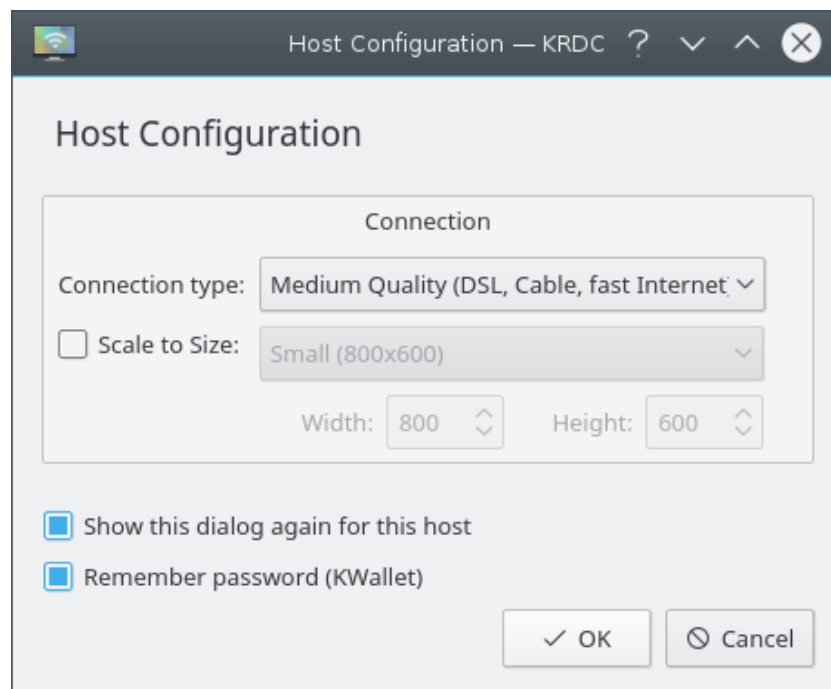 Host Configuration — KRDC
Host Configuration
Connection
Connection type: Medium Quality (DSL, Cable, fast Internet
Scale to Size: Small (800x600)
Width: 800 Height: 600
Show this dialog again for this host
Remember password (KWallet)
OK Cancel